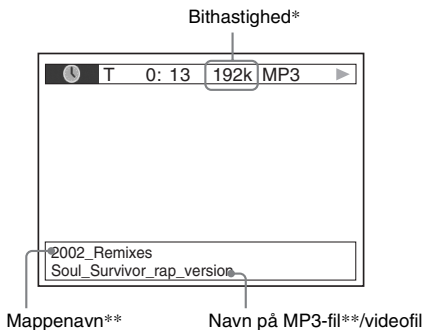 Bithastighed*
T 0: 13 192k MP3
2002_Remixes
Soul_Survivor_rap_version
Mappenavn** Navn på MP3-fil**/videofil